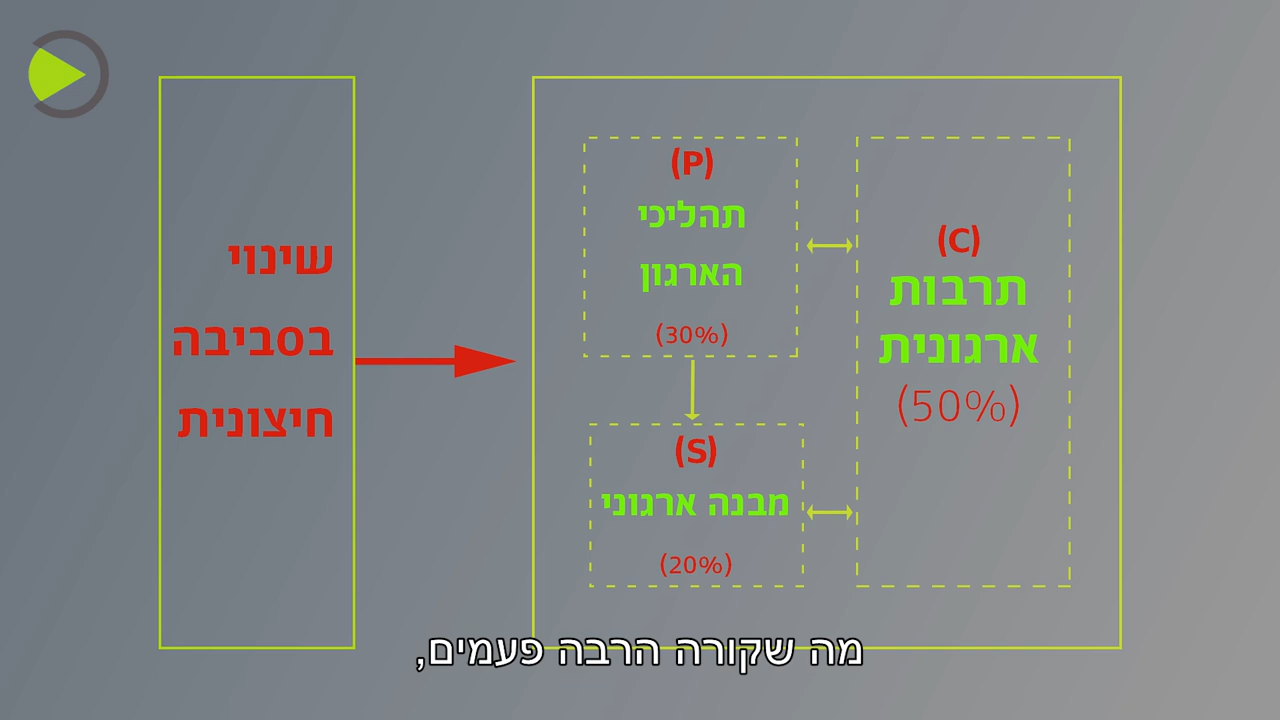 שינוי
בסביבה
חיצונית
(P)
תהליכי
הארגון
(30%)
(S)
מבנה ארגוני
(20%)
(C)
תרבות
ארגונית
(50%)
מה שקורה הרבה פעמים,